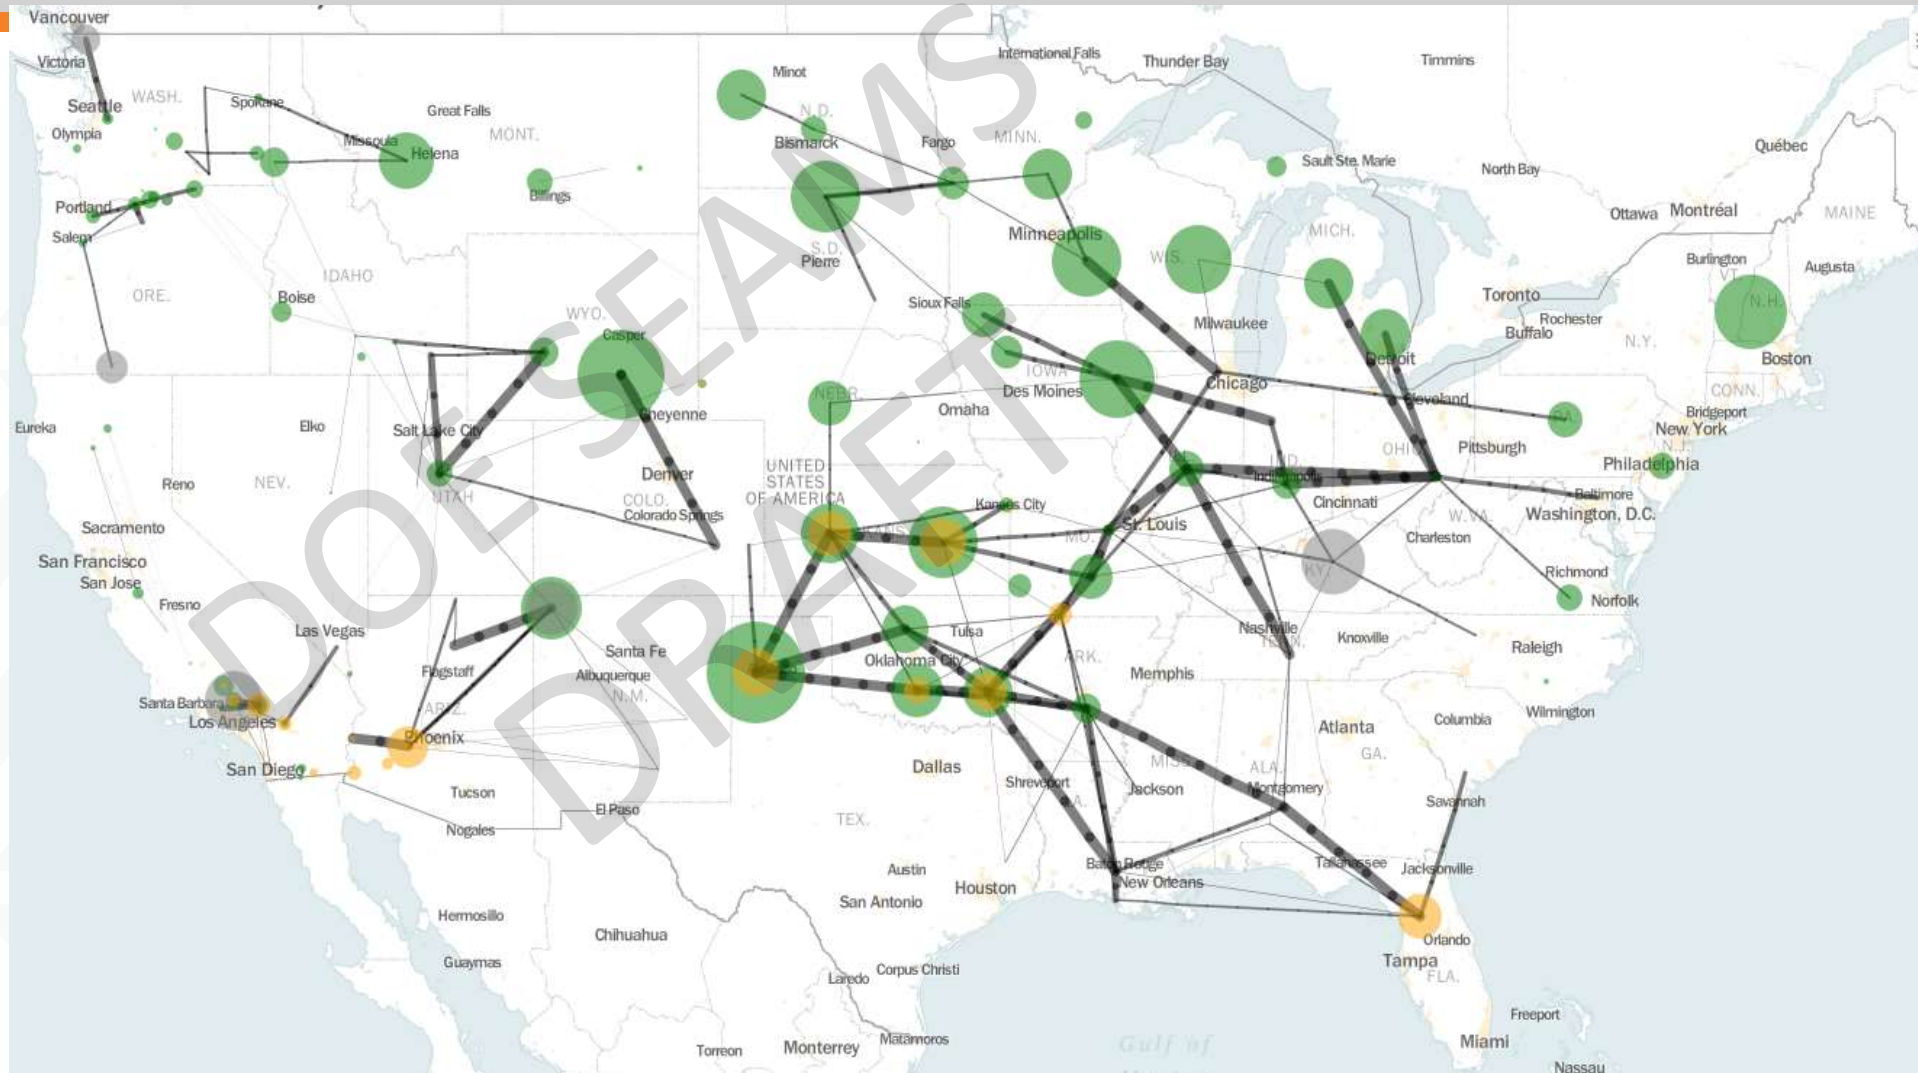 Vancouver
Victoria
Seattle
WASH.
Olympia
Spokane
Great Falls
Missoula
MONT.
Helena
Portland
Salem
Billings
IDAHO
ORE.
Boise
WYO.
Casper
Minot
N.D.
Bismarck
Fargo
MINN.
International Falls
Thunder Bay
Timmins
Sault Ste. Marie
North Bay
Québec
Ottawa
Montréal
MAINE
S.D.
Pierre
Minneapolis
WIS.
MICH.
Burlington
VT.
Augusta
N.H.
Toronto
Rochester
Buffalo
N.Y.
Boston
Sioux Falls
Milwaukee
Detroit
IOWA
Des Moines
Chicago
Cleveland
CONN.
Bridgeport
New York
PA.
N.J.
Pittsburgh
Philadelphia
NEBR.
Omaha
Cheyenne
Eureka
Elko
Salt Lake City
Reno
NEV.
UTAH
Denver
COLO.
Colorado Springs
UNITED
STATES
OF AMERICA
Kansas City
KANS.
MO.
St. Louis
IND.
Indianapolis
OHIO
Cincinnati
W.VA.
Baltimore
Washington, D.C.
Charleston
KY.
Richmond
Norfolk
Sacramento
San Francisco
San Jose
Fresno
Las Vegas
Santa Fe
Flagstaff
Albuquerque
N.M.
ARIZ.
Phoenix
Santa Barbara
Los Angeles
San Diego
Tucson
Nogales
El Paso
Tulsa
Oklahoma City
ARK.
Memphis
Nashville
TENN.
Knoxville
Raleigh
Wilmington
Columbia
Atlanta
GA.
Dallas
Shreveport
LA.
MISS.
Jackson
ALA.
Montgomery
Savannah
TEX.
Austin
Houston
San Antonio
Baton Rouge
New Orleans
Tallahassee
Jacksonville
Orlando
Tampa
FLA.
Hermosillo
Chihuahua
Guaymas
Laredo
Corpus Christi
Torreon
Monterrey
Matamoros
Gulf of
Freeport
Miami
Nassau
DOE SEAMS
DRAFT